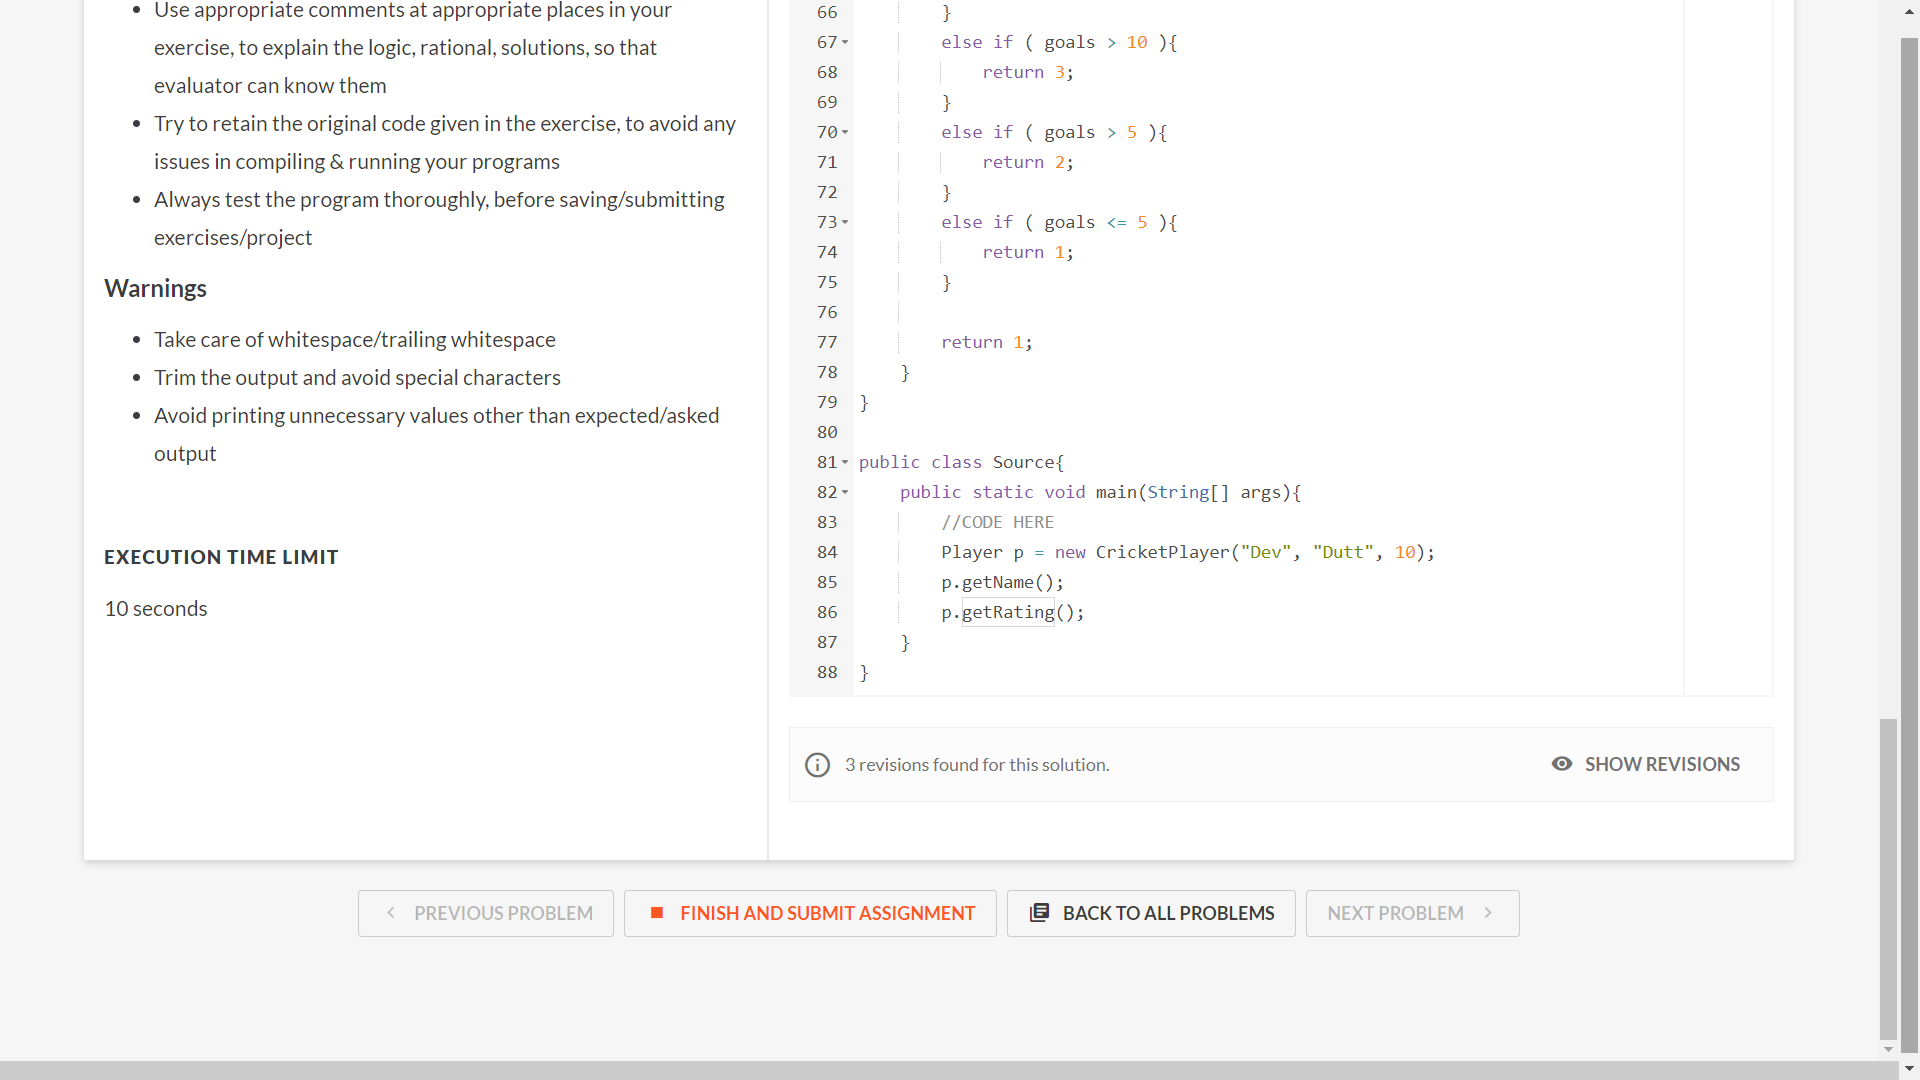 Use appropriate comments at appropriate places in your
exercise, to explain the logic, rational, solutions, so that
evaluator can know them
Try to retain the original code given in the exercise, to avoid any
issues in compiling & running your programs
Always test the program thoroughly, before saving/submitting
exercises/project
Warnings
Take care of whitespace/trailing whitespace
Trim the output and avoid special characters
Avoid printing unnecessary values other than expected/asked
output
EXECUTION TIME LIMIT
10 seconds
66 }
67 else if ( goals > 10 ){
68 return 3;
69 }
70 else if ( goals > 5 ){
71 return 2;
72 }
73 else if ( goals <= 5 ){
74 return 1;
75 }
76
77 return 1;
78 }
79 }
80
81 public class Source{
82 public static void main(String[] args){
83 //CODE HERE
84 Player p = new CricketPlayer("Dev", "Dutt", 10);
85 p.getName();
86 p.getRating();
87 }
88 }
3 revisions found for this solution.
SHOW REVISIONS
PREVIOUS PROBLEM
FINISH AND SUBMIT ASSIGNMENT
BACK TO ALL PROBLEMS
NEXT PROBLEM